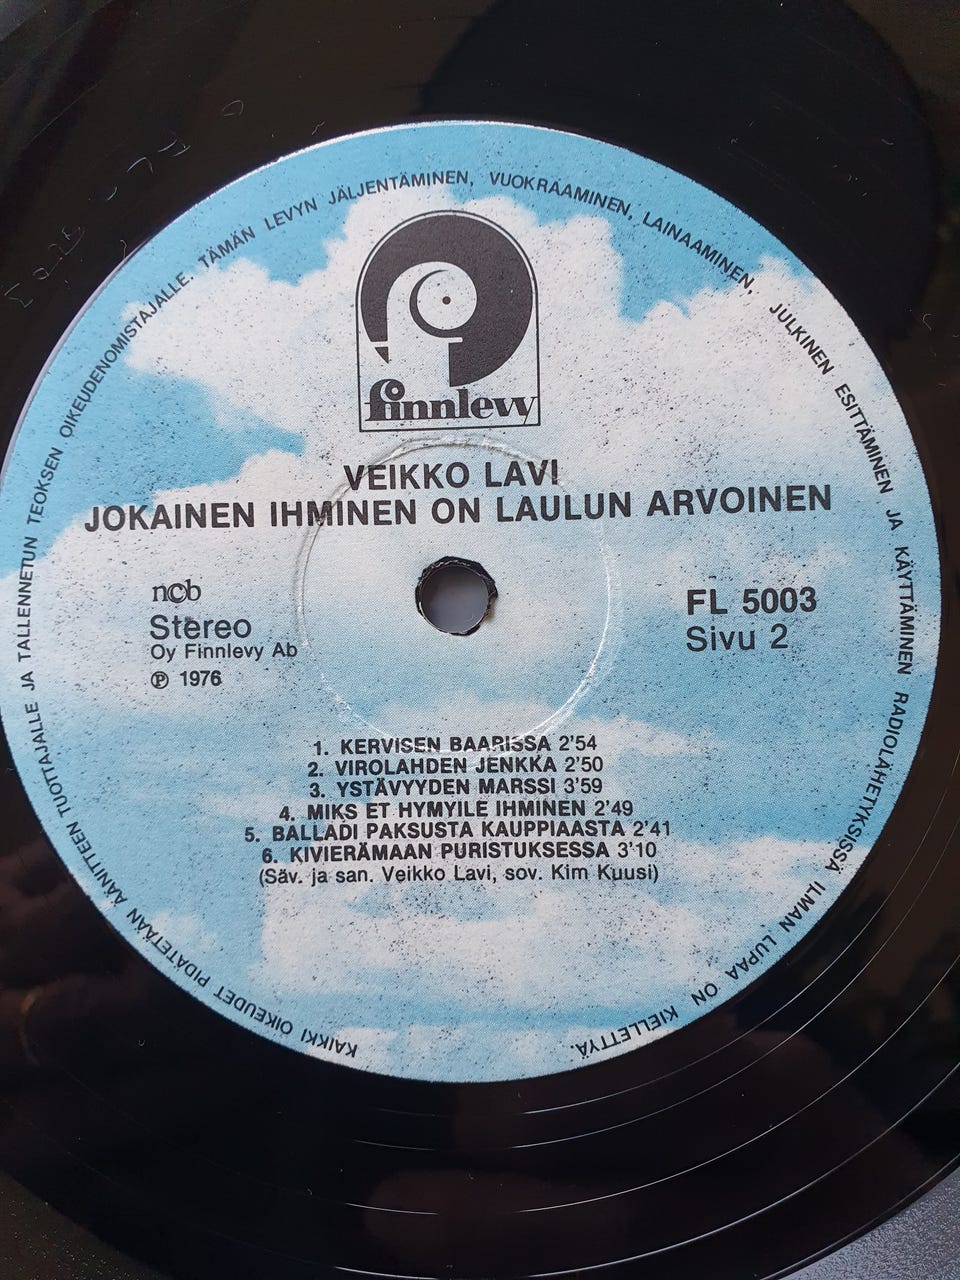 KAIKKI OIKEUDET PIDÄTETÄÄN ÄÄNITTEEN TUOTTAJALLE JA TALLENNETUN TEOKSEN OIKEUDENOMISTAJALLE. TÄMÄN LEVYN JÄLJENTÄMINEN, VUOKRAAMINEN, LAINAAMINEN, JULKINEN ESITTÄMINEN JA KÄYTTÄMINEN RADIOLÄHETYKSISSÄ ILMAN LUPAA ON KIELLETTYÄ.
finnlevy
VEIKKO LAVI
JOKAINEN IHMINEN ON LAULUN ARVOINEN
ncb
Stereo
Oy Finnlevy Ab
℗ 1976
FL 5003
Sivu 2
1. KERVISEN BAARISSA 2'54
2. VIROLAHDEN JENKKA 2'50
3. YSTÄVYYDEN MARSSI 3'59
4. MIKS ET HYMYILE IHMINEN 2'49
5. BALLADI PAKSUSTA KAUPPIAASTA 2'41
6. KIVIERÄMAAN PURISTUKSESSA 3'10
(Säv. ja san. Veikko Lavi, sov. Kim Kuusi)